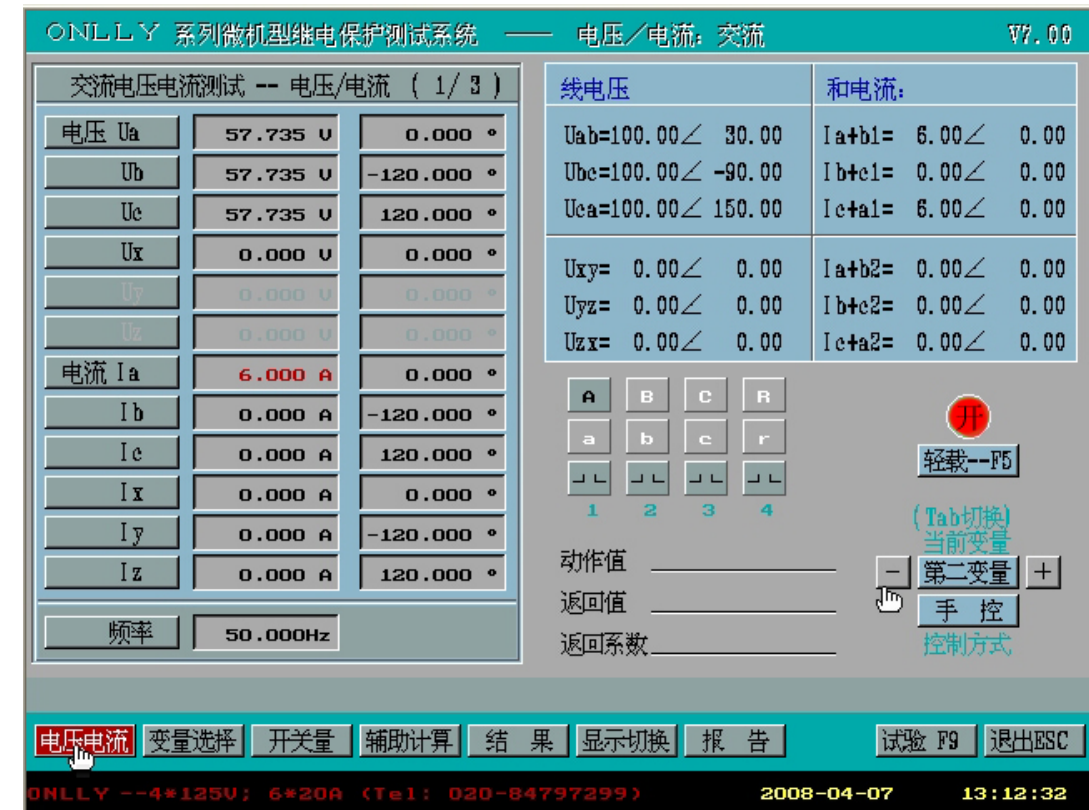 ONLLY 系列微机型继电保护测试系统 —— 电压/电流: 交流 V7.00
交流电压电流测试 -- 电压/电流 ( 1/ 3 )
电压 Ua 57.735 V 0.000 °
Ub 57.735 V -120.000 °
Uc 57.735 V 120.000 °
Ux 0.000 V 0.000 °
Uy 0.000 V 0.000 °
Uz 0.000 V 0.000 °
电流 Ia 6.000 A 0.000 °
Ib 0.000 A -120.000 °
Ic 0.000 A 120.000 °
Ix 0.000 A 0.000 °
Iy 0.000 A -120.000 °
Iz 0.000 A 120.000 °
频率 50.000Hz
线电压
Uab=100.00∠ 30.00
Ubc=100.00∠ -90.00
Uca=100.00∠ 150.00
Uxy= 0.00∠ 0.00
Uyz= 0.00∠ 0.00
Uzx= 0.00∠ 0.00
和电流:
Ia+b1= 6.00∠ 0.00
Ib+c1= 0.00∠ 0.00
Ic+a1= 6.00∠ 0.00
Ia+b2= 0.00∠ 0.00
Ib+c2= 0.00∠ 0.00
Ic+a2= 0.00∠ 0.00
A B C R
a b c r
1 2 3 4
动作值
返回值
返回系数
开
轻载--F5
(Tab切换)
当前变量
- 第二变量 +
手 控
控制方式
电压电流 变量选择 开关量 辅助计算 结 果 显示切换 报 告 试验 F9 退出ESC
ONLLY --4*125V; 6*20A (Tel: 020-84797299) 2008-04-07 13:12:32